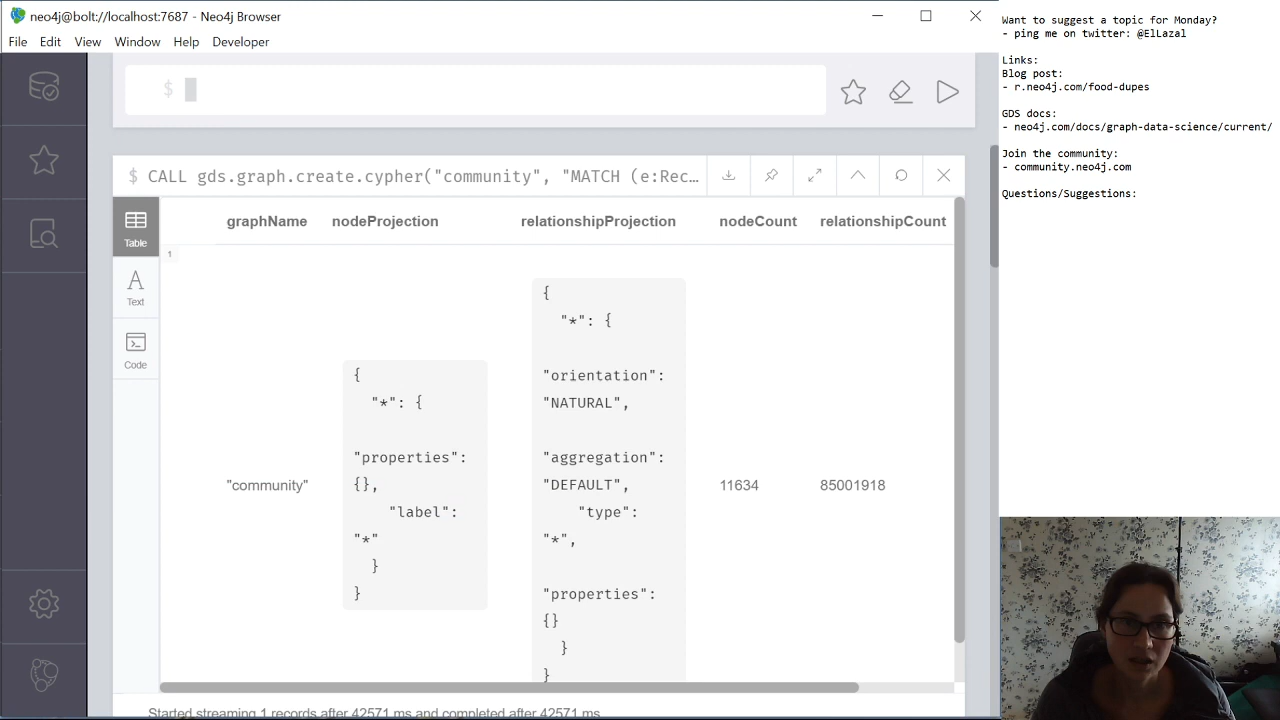 neo4j@bolt://localhost:7687 - Neo4j Browser
File Edit View Window Help Developer
$
$ CALL gds.graph.create.cypher("community", "MATCH (e:Rec…
Table
Text
Code
graphName nodeProjection relationshipProjection nodeCount relationshipCount
1
"community"
{
"*": {
"properties":
{},
"label":
"*"
}
}
{
"*": {
"orientation":
"NATURAL",
"aggregation":
"DEFAULT",
"type":
"*",
"properties":
{}
}
}
11634
85001918
Started streaming 1 records after 42571 ms and completed after 42571 ms.
Want to suggest a topic for Monday?
- ping me on twitter: @ElLazal
Links:
Blog post:
- r.neo4j.com/food-dupes
GDS docs:
- neo4j.com/docs/graph-data-science/current/
Join the community:
- community.neo4j.com
Questions/Suggestions: